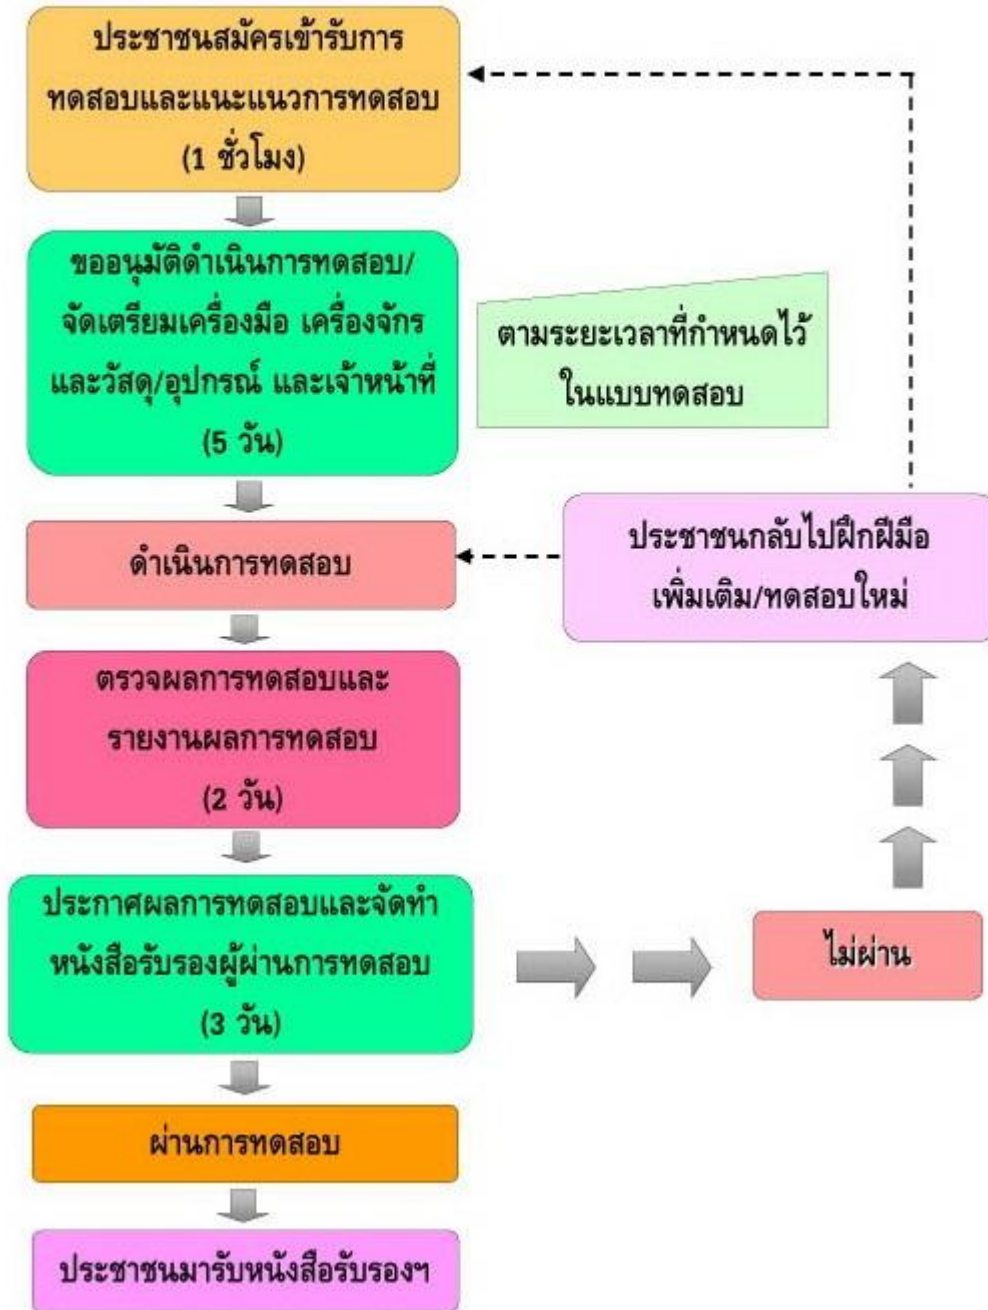 ประชาชนสมัครเข้ารับการ
ทดสอบและแนะแนวการทดสอบ
(1 ชั่วโมง)
ขออนุมัติดำเนินการทดสอบ/
จัดเตรียมเครื่องมือ เครื่องจักร
และวัสดุ/อุปกรณ์ และเจ้าหน้าที่
(5 วัน)
ตามระยะเวลาที่กำหนดไว้
ในแบบทดสอบ
ดำเนินการทดสอบ
ประชาชนกลับไปฝึกฝีมือ
เพิ่มเติม/ทดสอบใหม่
ตรวจผลการทดสอบและ
รายงานผลการทดสอบ
(2 วัน)
ประกาศผลการทดสอบและจัดทำ
หนังสือรับรองผู้ผ่านการทดสอบ
(3 วัน)
ไม่ผ่าน
ผ่านการทดสอบ
ประชาชนมารับหนังสือรับรองฯ